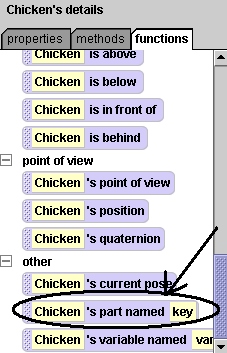 Chicken's details
properties methods functions
Chicken is above
Chicken is below
Chicken is in front of
Chicken is behind
point of view
Chicken 's point of view
Chicken 's position
Chicken 's quaternion
other
Chicken 's current pose
Chicken 's part named key
Chicken 's variable named